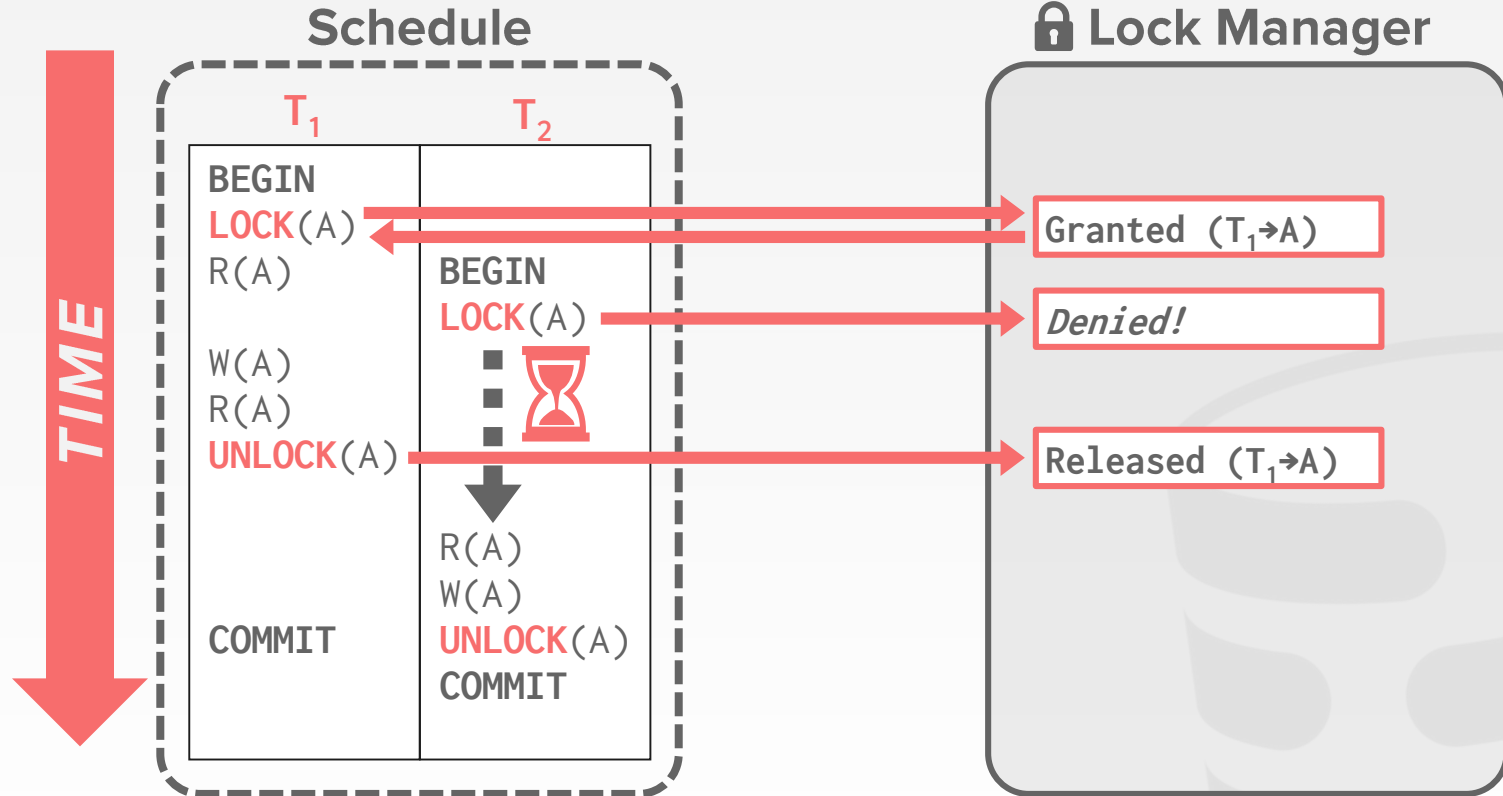 Schedule
Lock Manager
TIME
T₁
T₂
BEGIN
LOCK(A)
R(A)
W(A)
R(A)
UNLOCK(A)
COMMIT
BEGIN
LOCK(A)
R(A)
W(A)
UNLOCK(A)
COMMIT
Granted (T₁→A)
Denied!
Released (T₁→A)